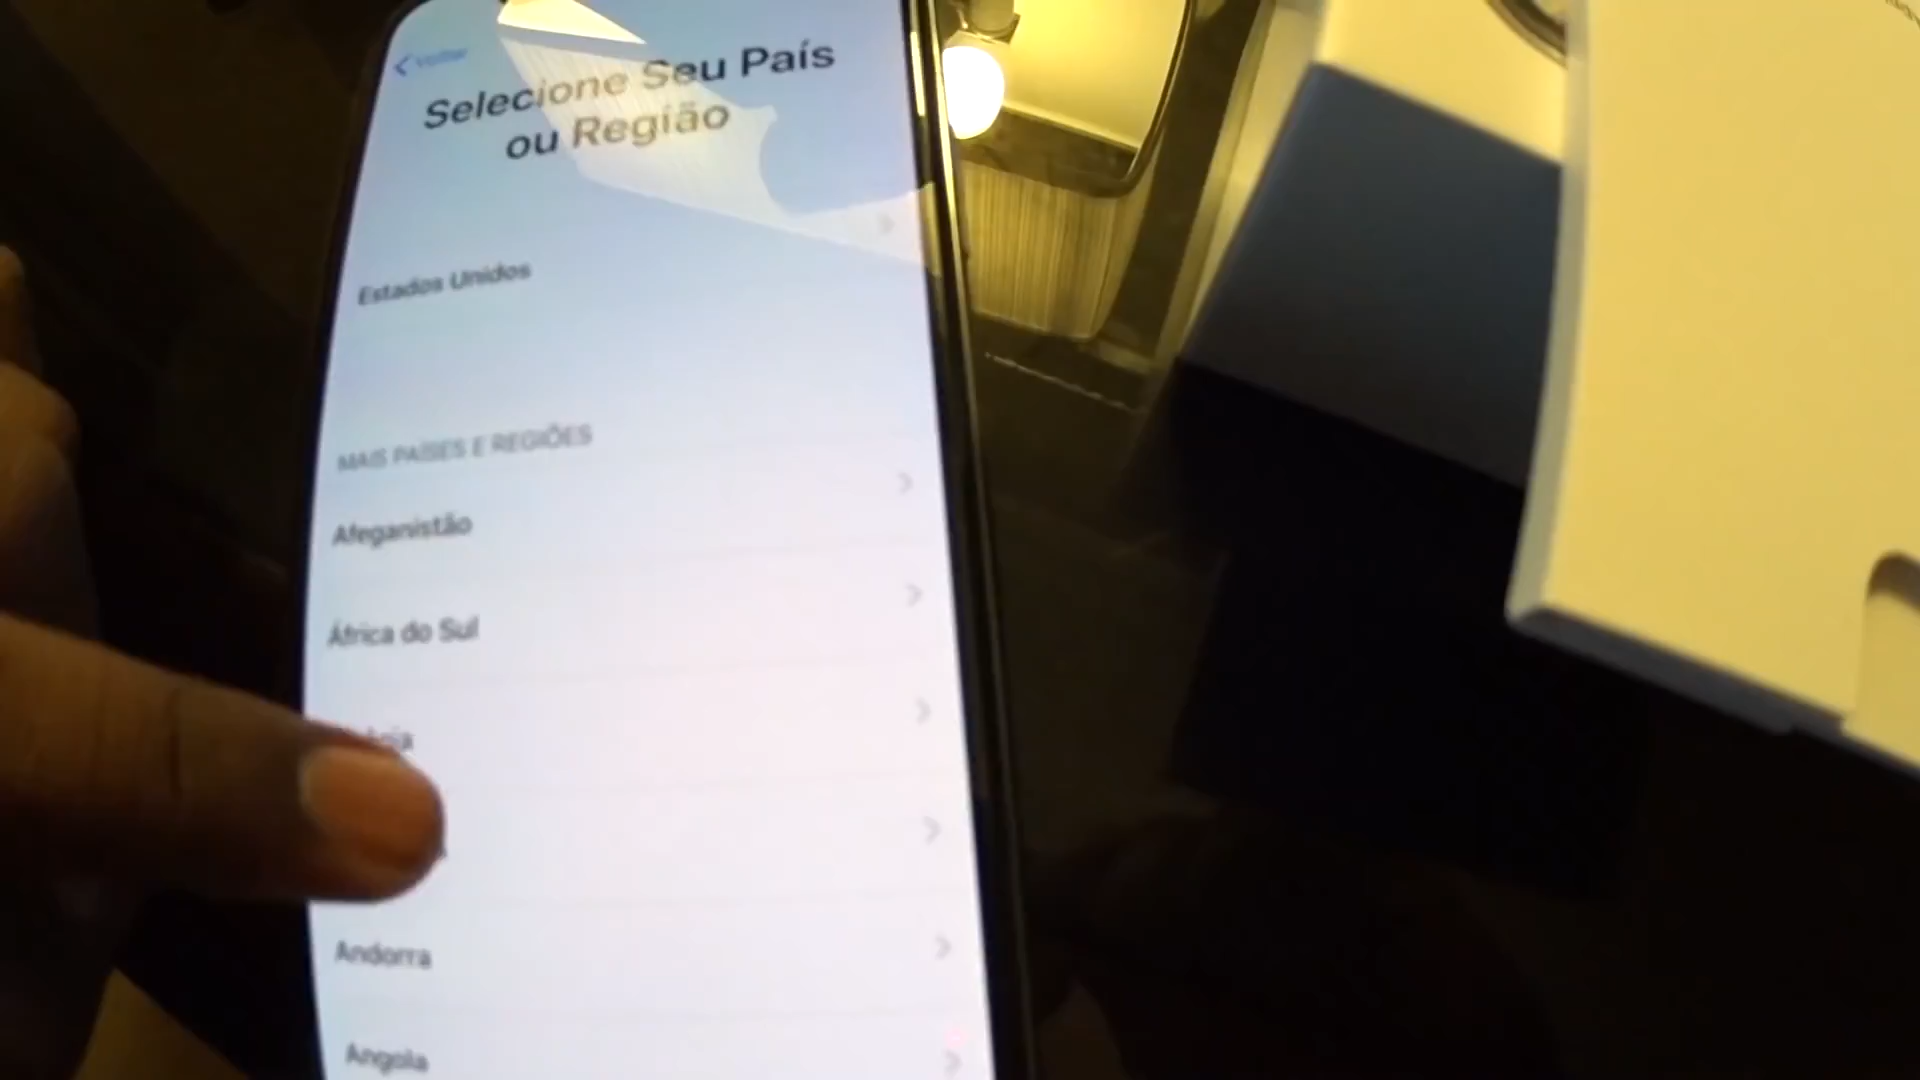 Voltar
Selecione Seu País
ou Região
Estados Unidos
MAIS PAÍSES E REGIÕES
Afeganistão
África do Sul
Andorra
Angola